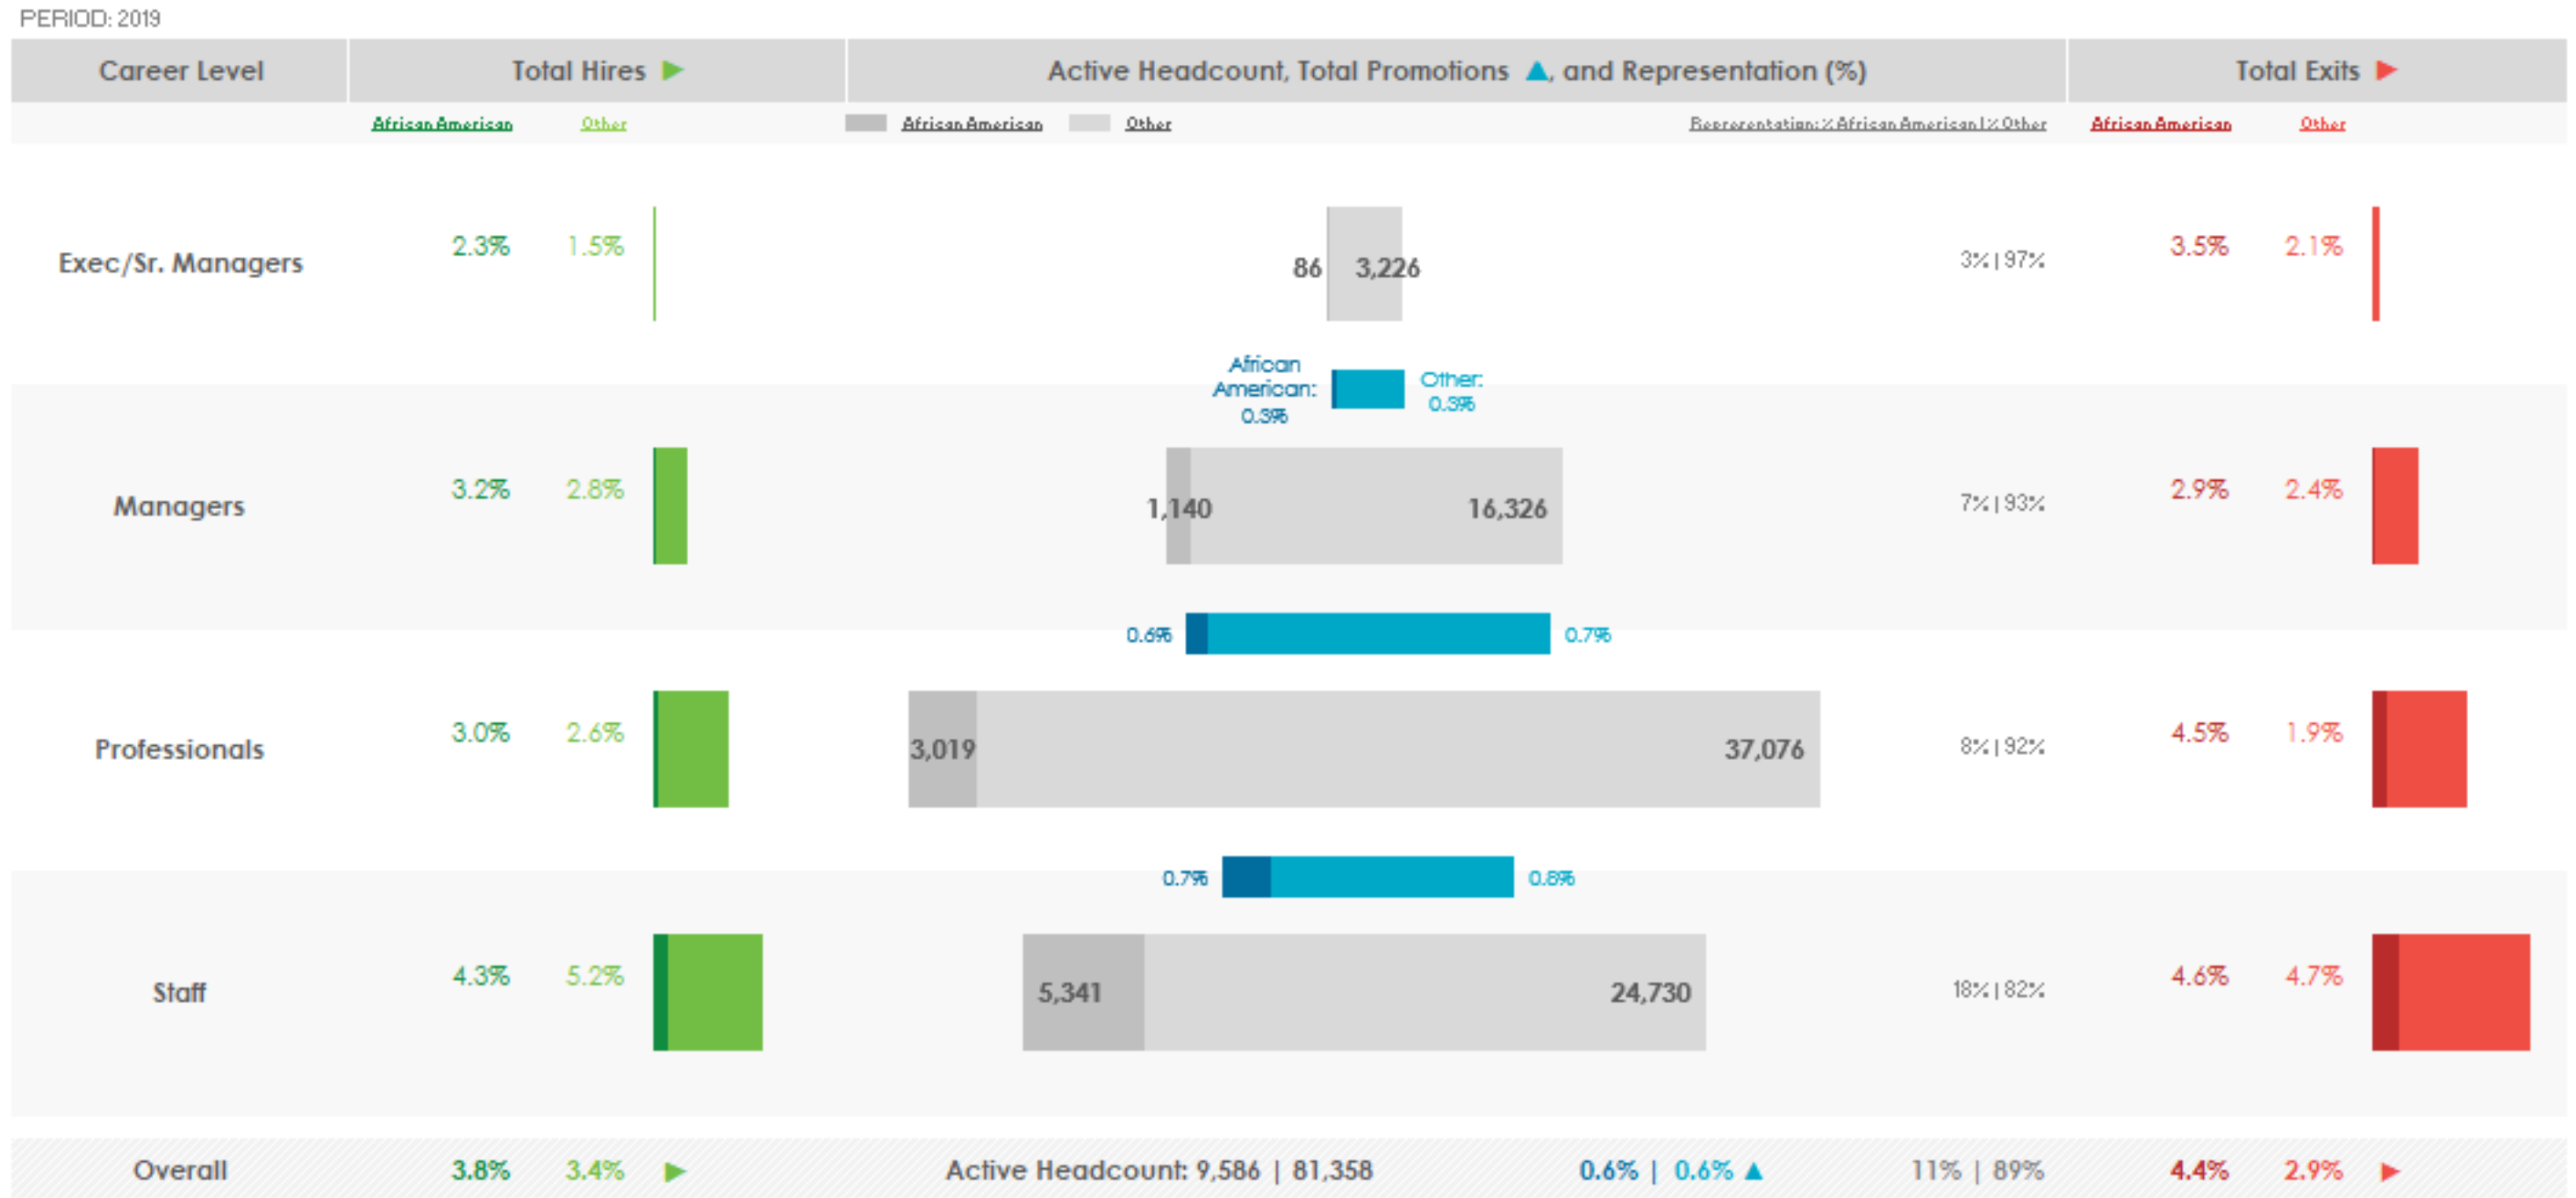 PERIOD: 2019
Career Level Total Hires Active Headcount, Total Promotions , and Representation (%) Total Exits
African American Other African American Other Representation: % African American | % Other African American Other
Exec/Sr. Managers 2.3% 1.5% 86 3,226 3% | 97% 3.5% 2.1%
African American: 0.3% Other: 0.3%
Managers 3.2% 2.8% 1,140 16,326 7% | 93% 2.9% 2.4%
0.6% 0.7%
Professionals 3.0% 2.6% 3,019 37,076 8% | 92% 4.5% 1.9%
0.7% 0.8%
Staff 4.3% 5.2% 5,341 24,730 18% | 82% 4.6% 4.7%
Overall 3.8% 3.4% Active Headcount: 9,586 | 81,358 0.6% | 0.6% 11% | 89% 4.4% 2.9%